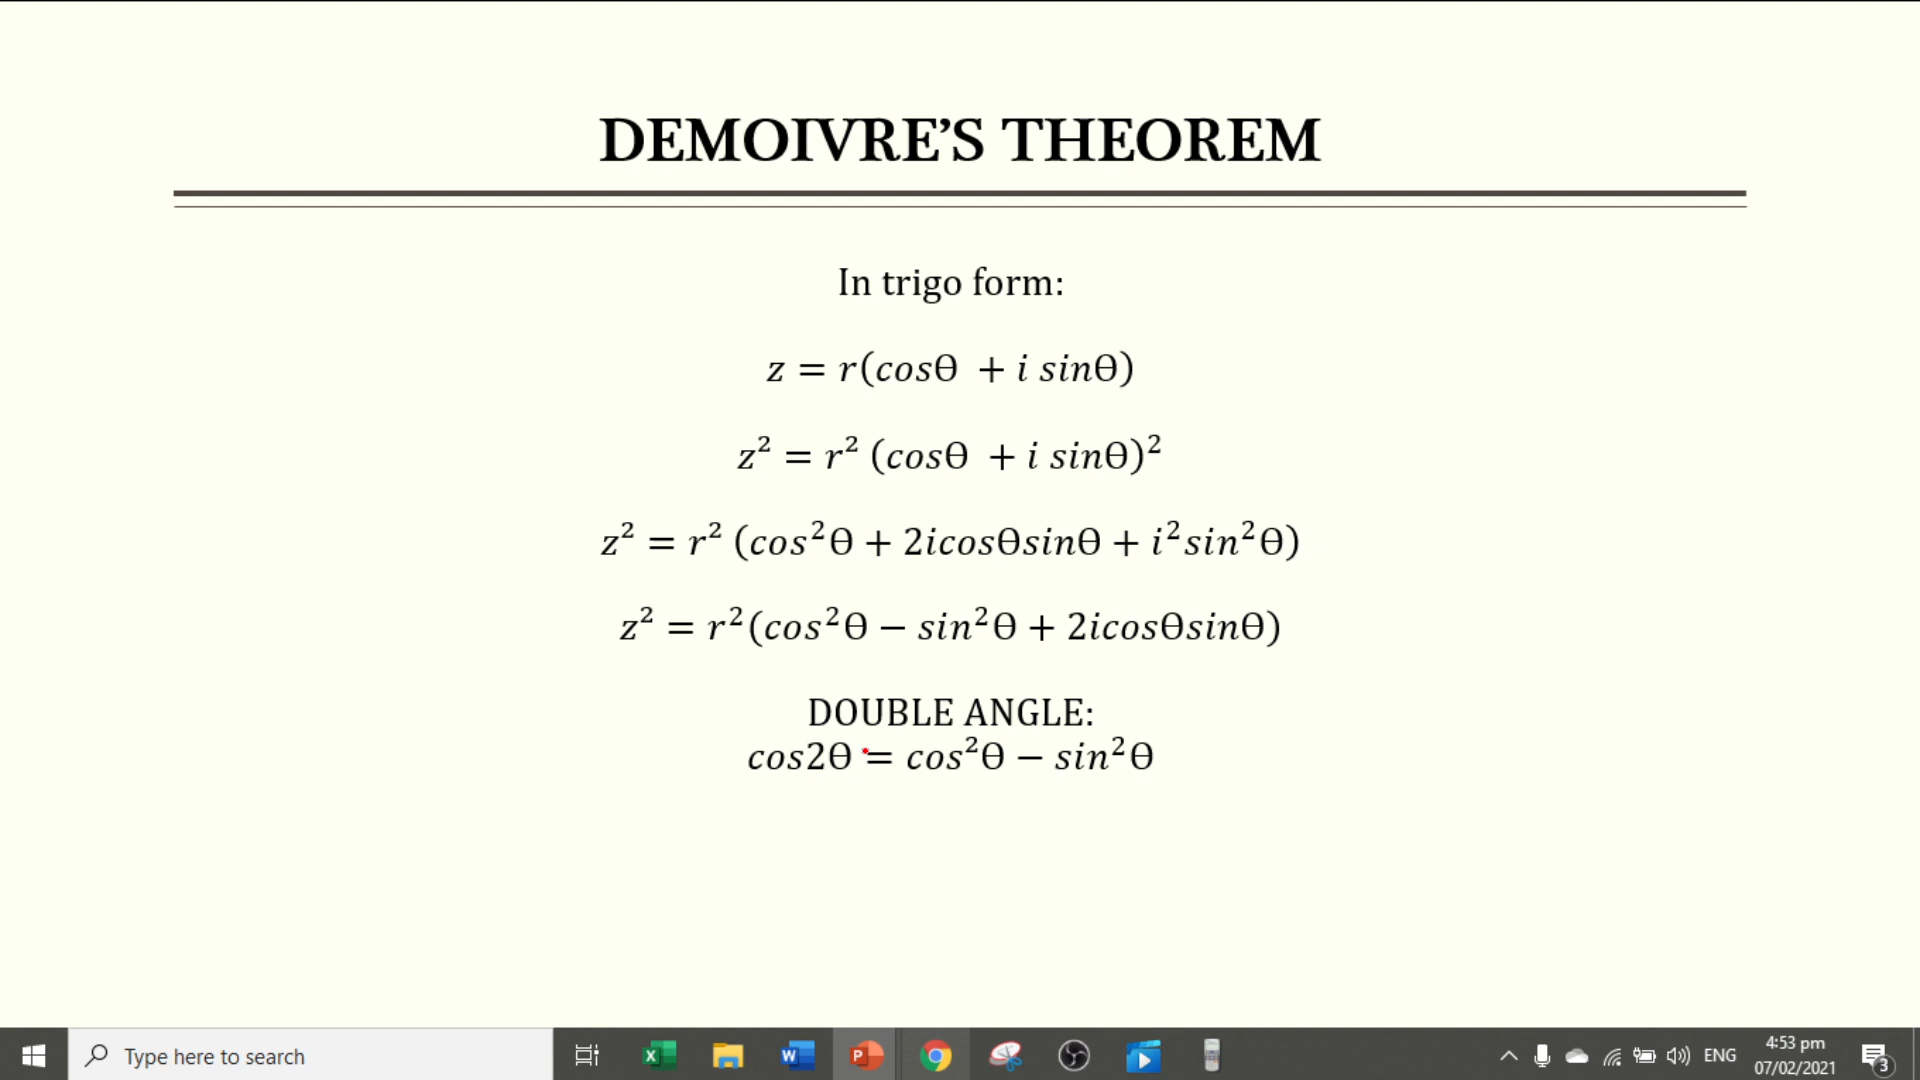 DEMOIVRE'S THEOREM
In trigo form:
z = r(cosθ + i sinθ)
z² = r² (cosθ + i sinθ)²
z² = r² (cos²θ + 2icosθsinθ + i²sin²θ)
z² = r²(cos²θ − sin²θ + 2icosθsinθ)
DOUBLE ANGLE:
cos2θ = cos²θ − sin²θ
Type here to search
ENG
4:53 pm
07/02/2021
3